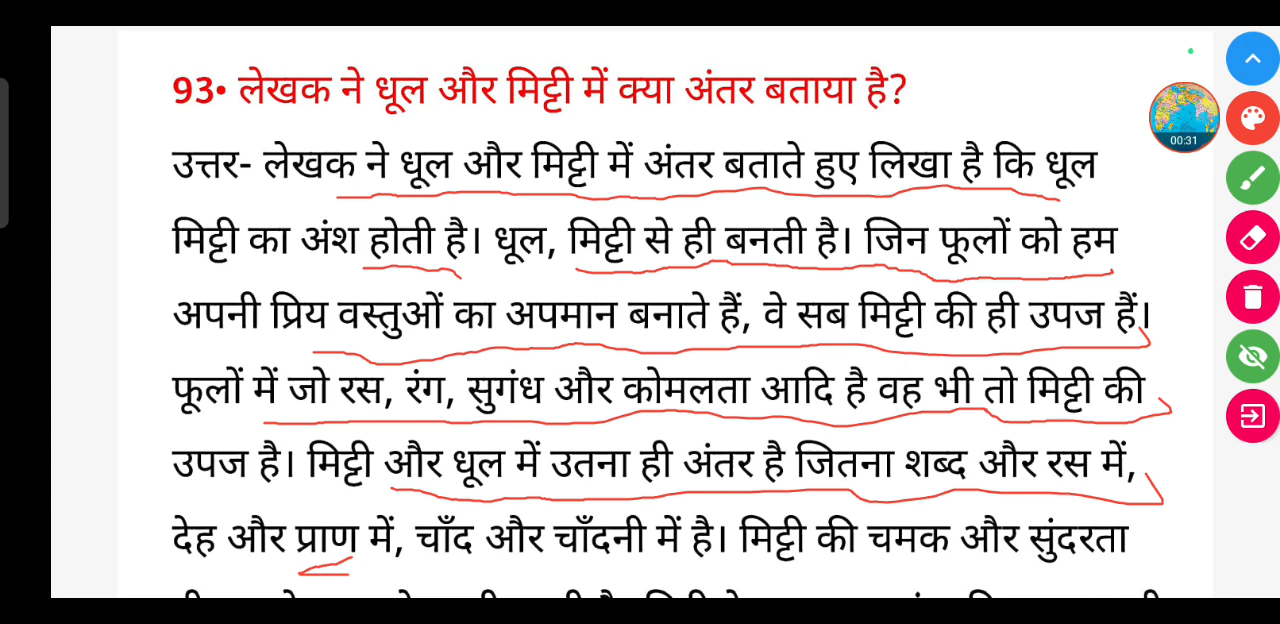 93• लेखक ने धूल और मिट्टी में क्या अंतर बताया है?
उत्तर- लेखक ने धूल और मिट्टी में अंतर बताते हुए लिखा है कि धूल
मिट्टी का अंश होती है। धूल, मिट्टी से ही बनती है। जिन फूलों को हम
अपनी प्रिय वस्तुओं का अपमान बनाते हैं, वे सब मिट्टी की ही उपज हैं।
फूलों में जो रस, रंग, सुगंध और कोमलता आदि है वह भी तो मिट्टी की
उपज है। मिट्टी और धूल में उतना ही अंतर है जितना शब्द और रस में,
देह और प्राण में, चाँद और चाँदनी में है। मिट्टी की चमक और सुंदरता
00:31